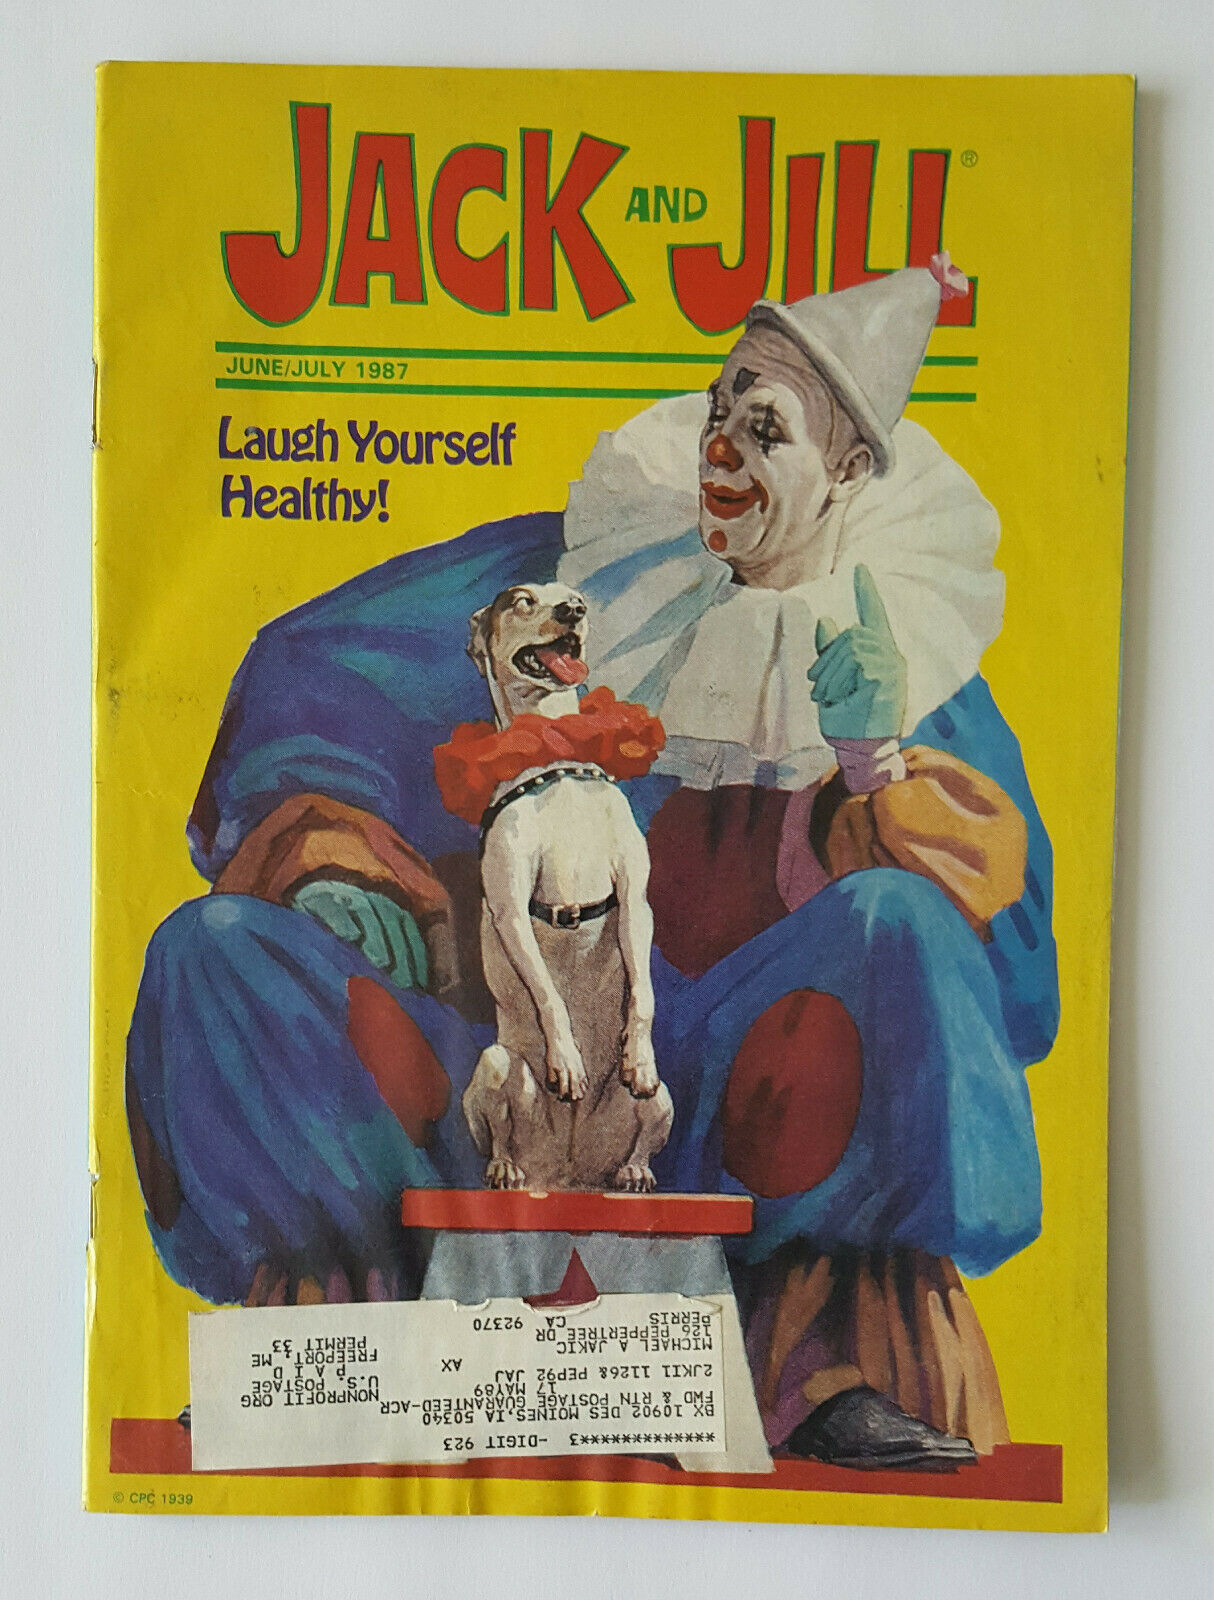 JACK AND JILL®
JUNE/JULY 1987
Laugh Yourself
Healthy!
**************3 -DIGIT 923
BX 10902 DES MOINES,IA 50340
FWD & RTN POSTAGE GUARANTEED-ACR
17 MAY89
2JKI1 1126& PEP92 JAJ AX
MICHAEL A JAKIC
126 PEPPERTREE DR
PERRIS CA 92370
NONPROFIT ORG
U.S. POSTAGE
PAID
FREEPORT, ME
PERMIT 33
© CPC 1939